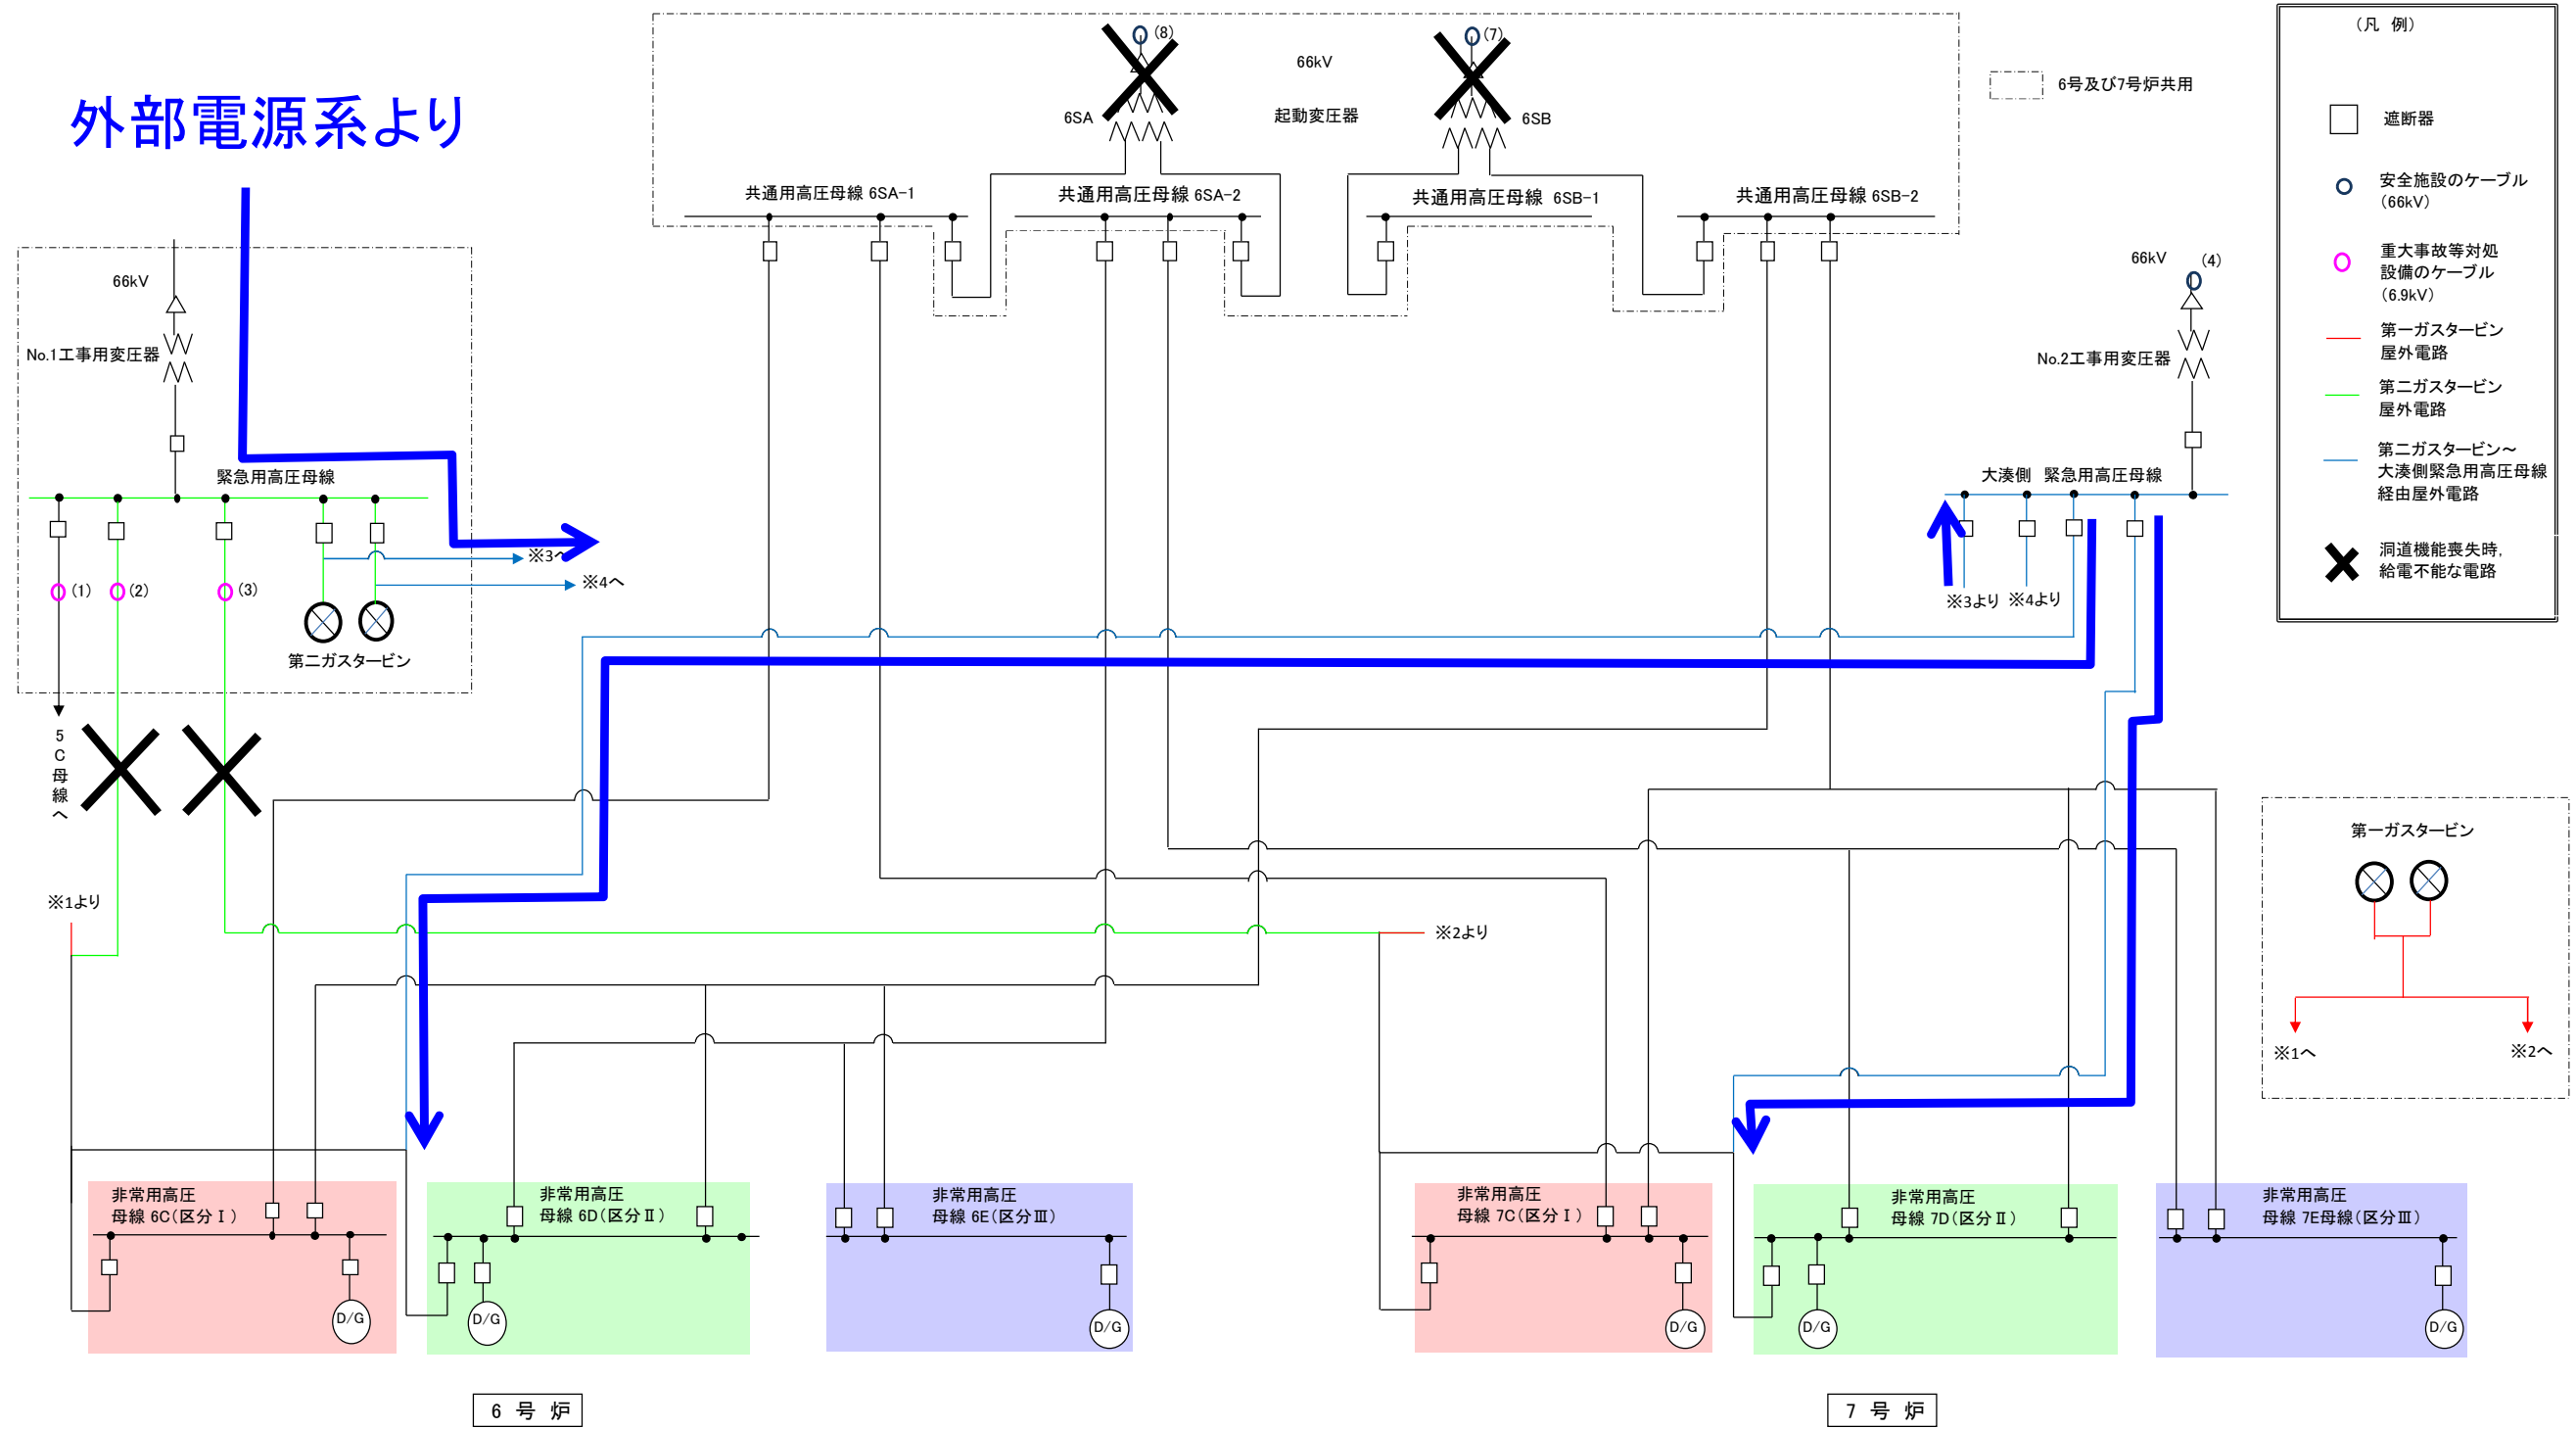 外部電源系より
66kV
No.1工事用変圧器
緊急用高圧母線
(1)
(2)
(3)
※3へ
※4へ
第二ガスタービン
5C母線へ
※1より
(8)
(7)
66kV
起動変圧器
6SA
6SB
共通用高圧母線 6SA-1
共通用高圧母線 6SA-2
共通用高圧母線 6SB-1
共通用高圧母線 6SB-2
6号及び7号炉共用
66kV
(4)
No.2工事用変圧器
大湊側 緊急用高圧母線
※3より
※4より
(凡 例)
遮断器
安全施設のケーブル
(66kV)
重大事故等対処
設備のケーブル
(6.9kV)
第一ガスタービン
屋外電路
第二ガスタービン
屋外電路
第二ガスタービン～
大湊側緊急用高圧母線
経由屋外電路
洞道機能喪失時,
給電不能な電路
※2より
第一ガスタービン
※1へ
※2へ
非常用高圧
母線 6C(区分Ⅰ)
D/G
非常用高圧
母線 6D(区分Ⅱ)
D/G
非常用高圧
母線 6E(区分Ⅲ)
D/G
非常用高圧
母線 7C(区分Ⅰ)
D/G
非常用高圧
母線 7D(区分Ⅱ)
D/G
非常用高圧
母線 7E母線(区分Ⅲ)
D/G
6 号 炉
7 号 炉